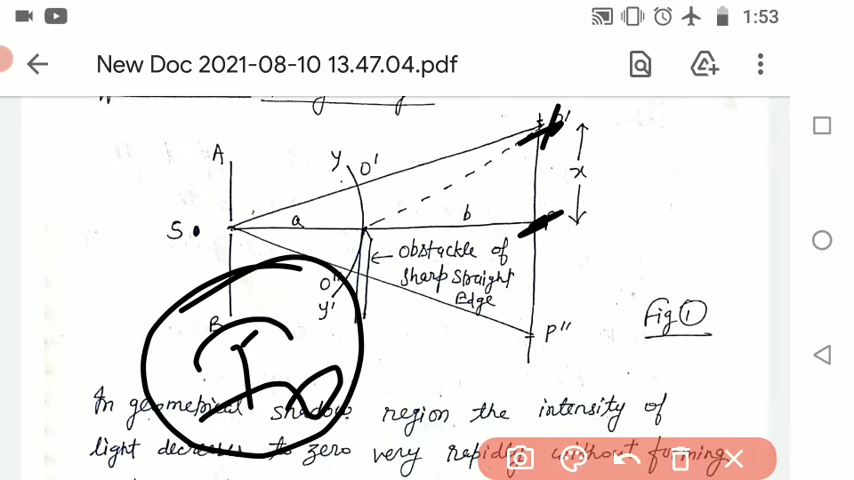 1:53
New Doc 2021-08-10 13.47.04.pdf
A
y O'
x
S
a
b
Obstackle of
sharp straight
Edge
O"
y'
B
P"
Fig 1
In geometrical shadow region the intensity of
light decreases to zero very rapidly without forming